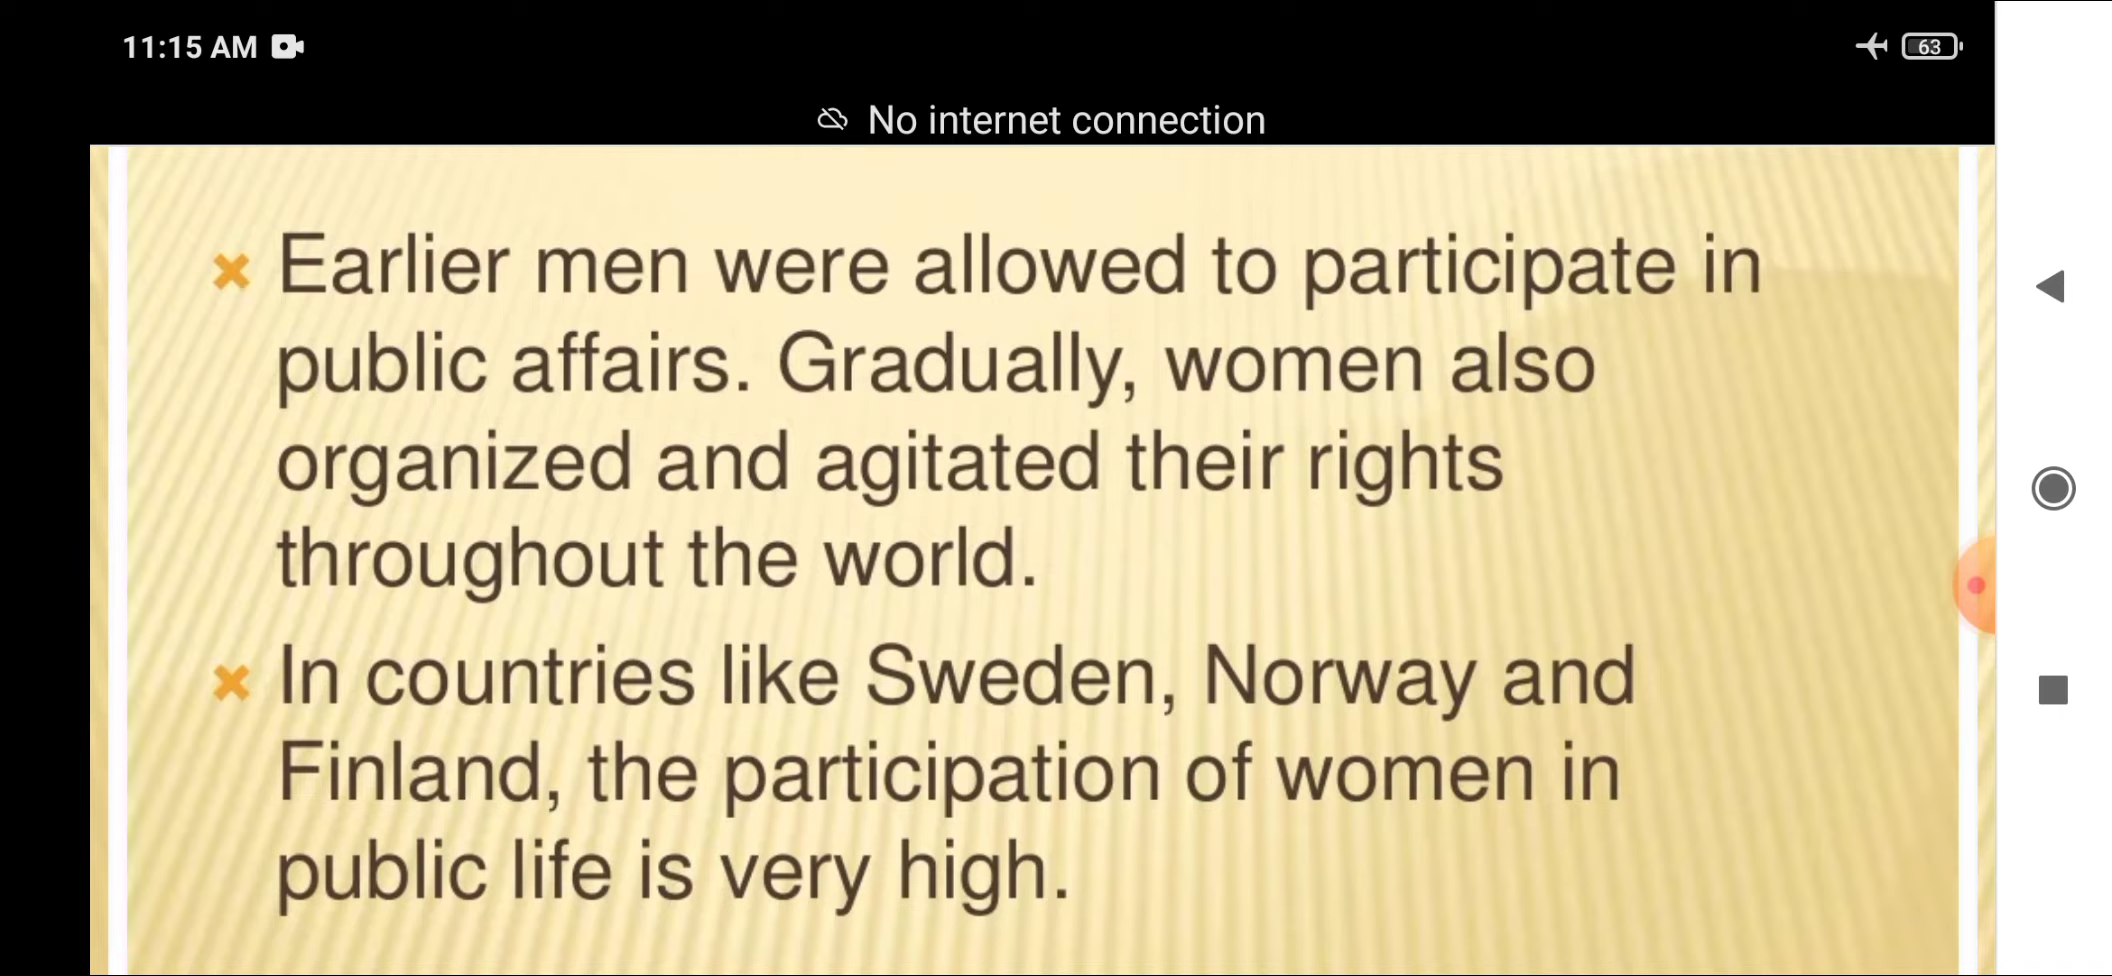 11:15 AM
63
No internet connection
Earlier men were allowed to participate in
public affairs. Gradually, women also
organized and agitated their rights
throughout the world.
In countries like Sweden, Norway and
Finland, the participation of women in
public life is very high.